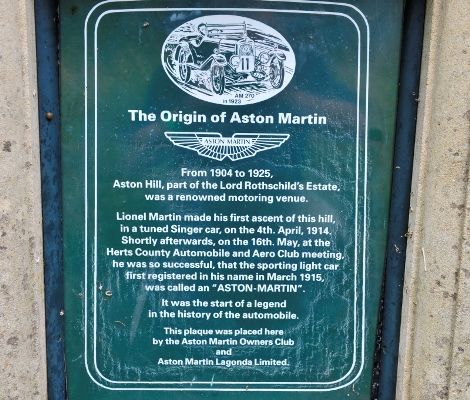 11
AM 270
in 1923
The Origin of Aston Martin
ASTON MARTIN
From 1904 to 1925,
Aston Hill, part of the Lord Rothschild's Estate,
was a renowned motoring venue.
Lionel Martin made his first ascent of this hill,
in a tuned Singer car, on the 4th. April, 1914.
Shortly afterwards, on the 16th. May, at the
Herts County Automobile and Aero Club meeting,
he was so successful, that the sporting light car
first registered in his name in March 1915,
was called an "ASTON-MARTIN".
It was the start of a legend
in the history of the automobile.
This plaque was placed here
by the Aston Martin Owners Club
and
Aston Martin Lagonda Limited.